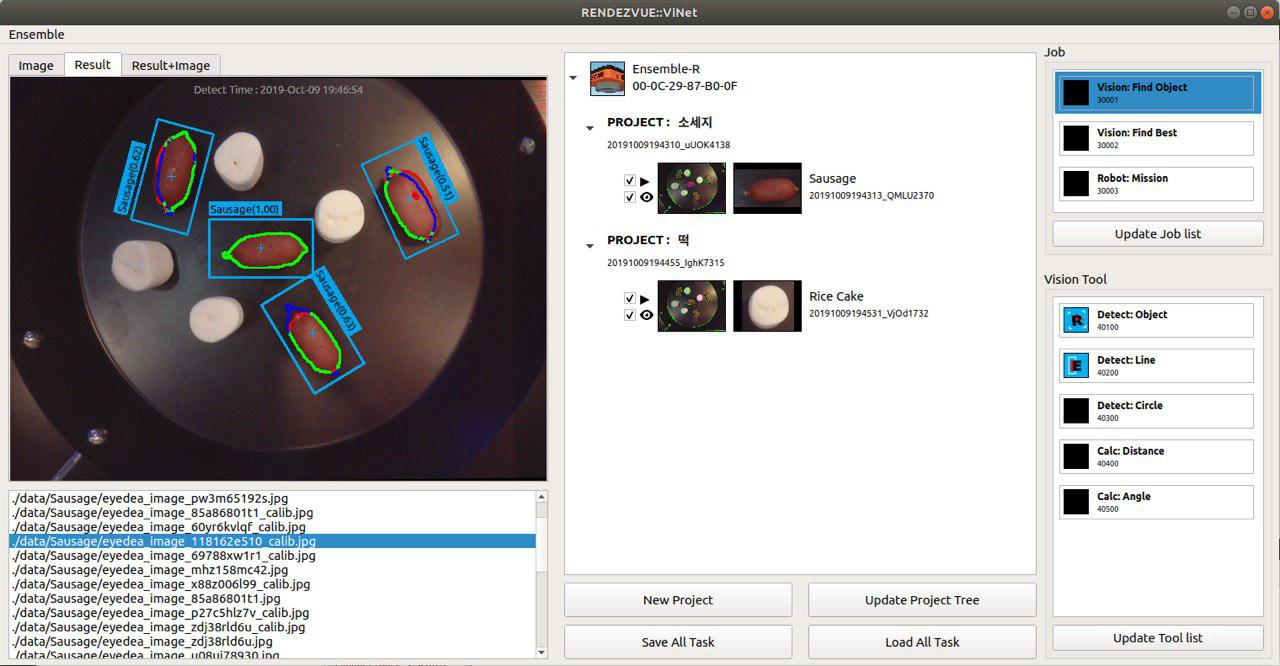 RENDEZVUE::ViNet
Ensemble
Image
Result
Result+Image
Detect Time : 2019-Oct-09 19:46:54
Sausage(0.62)
Sausage(1.00)
Sausage(0.51)
Sausage(0.63)
./data/Sausage/eyedea_image_pw3m65192s.jpg
./data/Sausage/eyedea_image_85a86801t1_calib.jpg
./data/Sausage/eyedea_image_60yr6kvlqf_calib.jpg
./data/Sausage/eyedea_image_118162e510_calib.jpg
./data/Sausage/eyedea_image_69788xw1r1_calib.jpg
./data/Sausage/eyedea_image_mhz158mc42.jpg
./data/Sausage/eyedea_image_x88z006l99_calib.jpg
./data/Sausage/eyedea_image_85a86801t1.jpg
./data/Sausage/eyedea_image_p27c5hlz7v_calib.jpg
./data/Sausage/eyedea_image_zdj38rld6u_calib.jpg
./data/Sausage/eyedea_image_zdj38rld6u.jpg
./data/Sausage/eyedea_image_u08ui78930.jpg
Ensemble-R
00-0C-29-87-B0-0F
PROJECT : 소세지
20191009194310_uUOK4138
Sausage
20191009194313_QMLU2370
PROJECT : 떡
20191009194455_IghK7315
Rice Cake
20191009194531_VjOd1732
New Project
Update Project Tree
Save All Task
Load All Task
Job
Vision: Find Object
30001
Vision: Find Best
30002
Robot: Mission
30003
Update Job list
Vision Tool
R
Detect: Object
40100
E
Detect: Line
40200
Detect: Circle
40300
Calc: Distance
40400
Calc: Angle
40500
Update Tool list